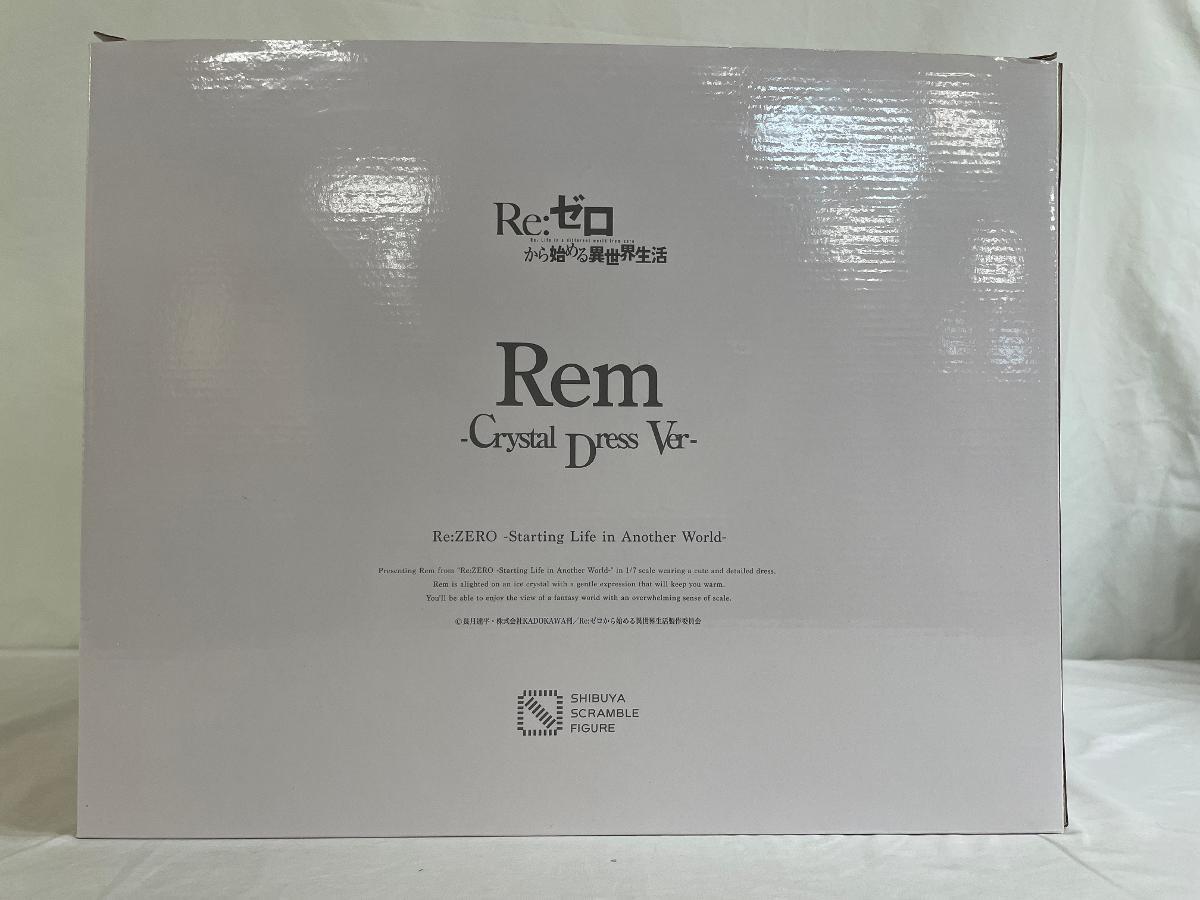 Re:ゼロ
Re: Life in a different world from zero
から始める異世界生活
Rem
-Crystal Dress Ver-
Re:ZERO -Starting Life in Another World-
Presenting Rem from "Re:ZERO -Starting Life in Another World-" in 1/7 scale wearing a cute and detailed dress.
Rem is alighted on an ice crystal with a gentle expression that will keep you warm.
You'll be able to enjoy the view of a fantasy world with an overwhelming sense of scale.
©長月達平・株式会社KADOKAWA刊／Re:ゼロから始める異世界生活製作委員会
SHIBUYA
SCRAMBLE
FIGURE